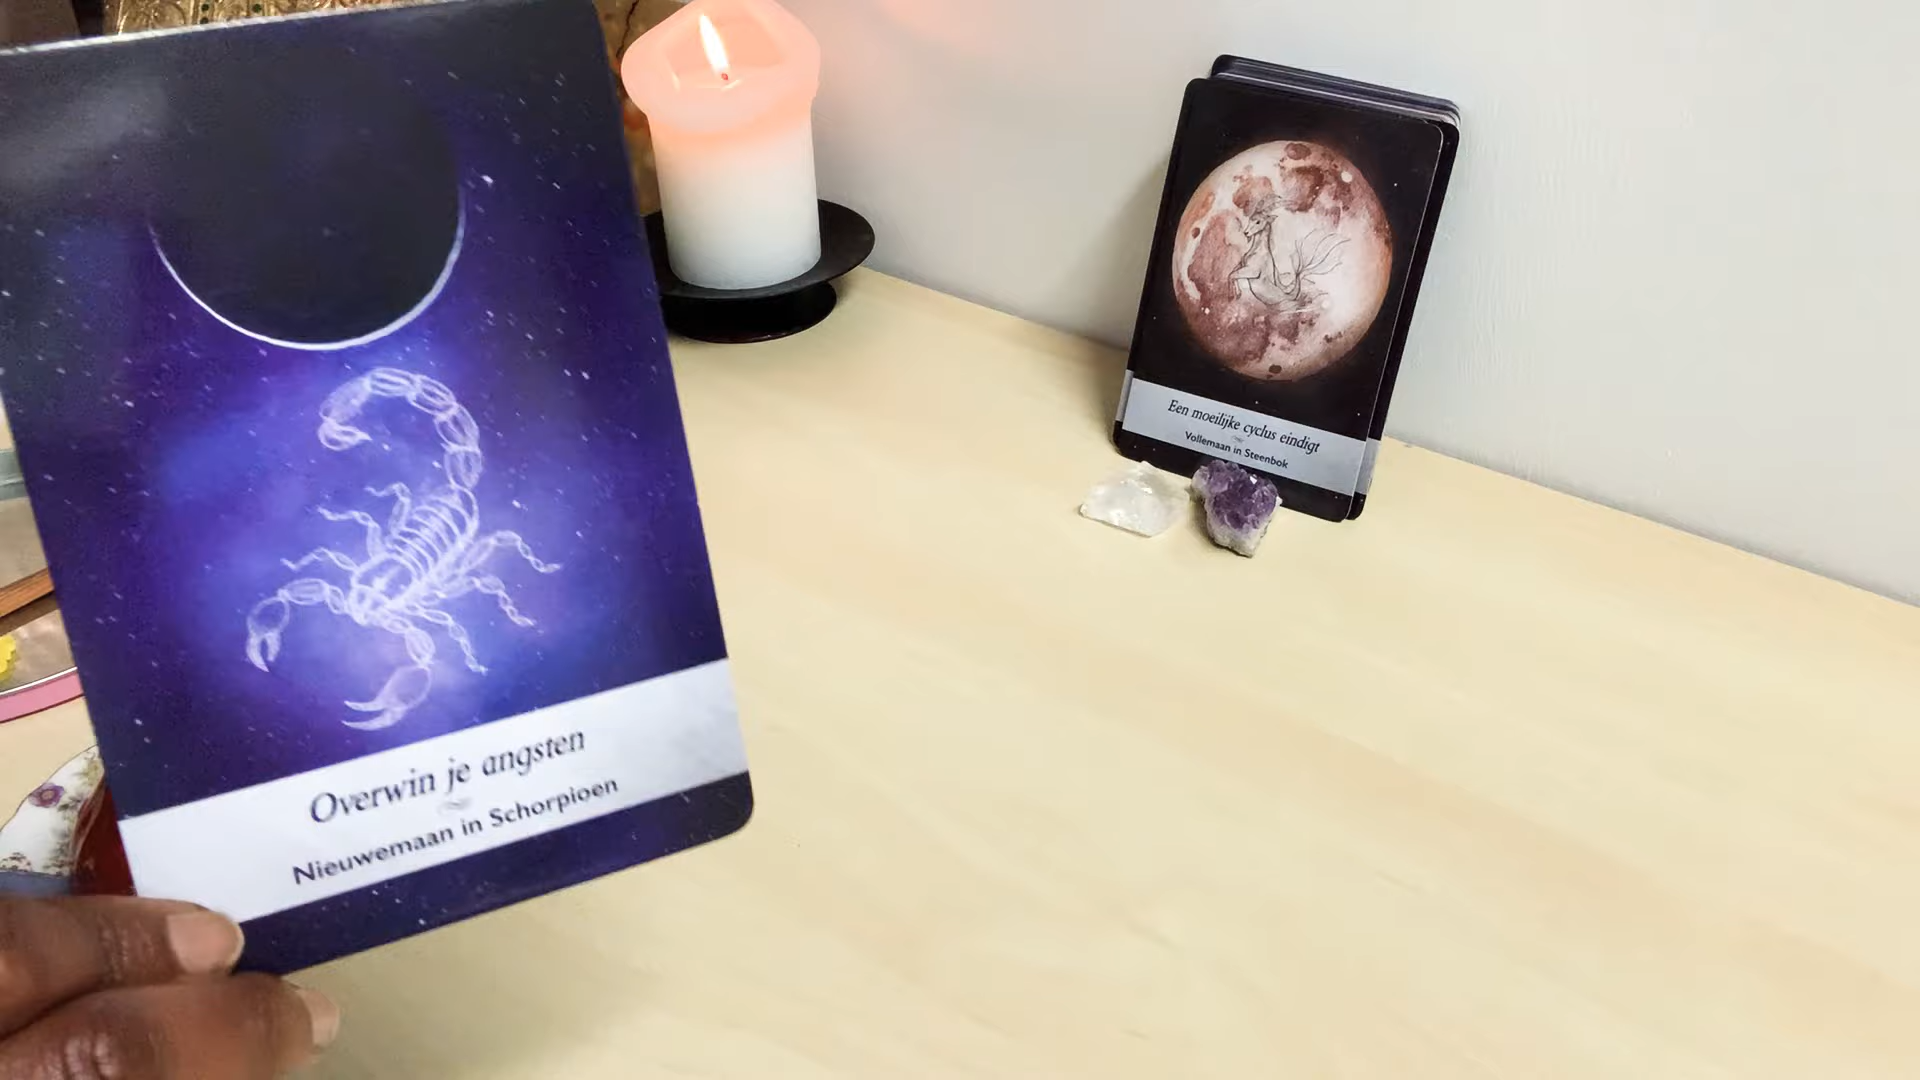 Overwin je angsten
Nieuwemaan in Schorpioen
Een moeilijke cyclus eindigt
Vollemaan in Steenbok